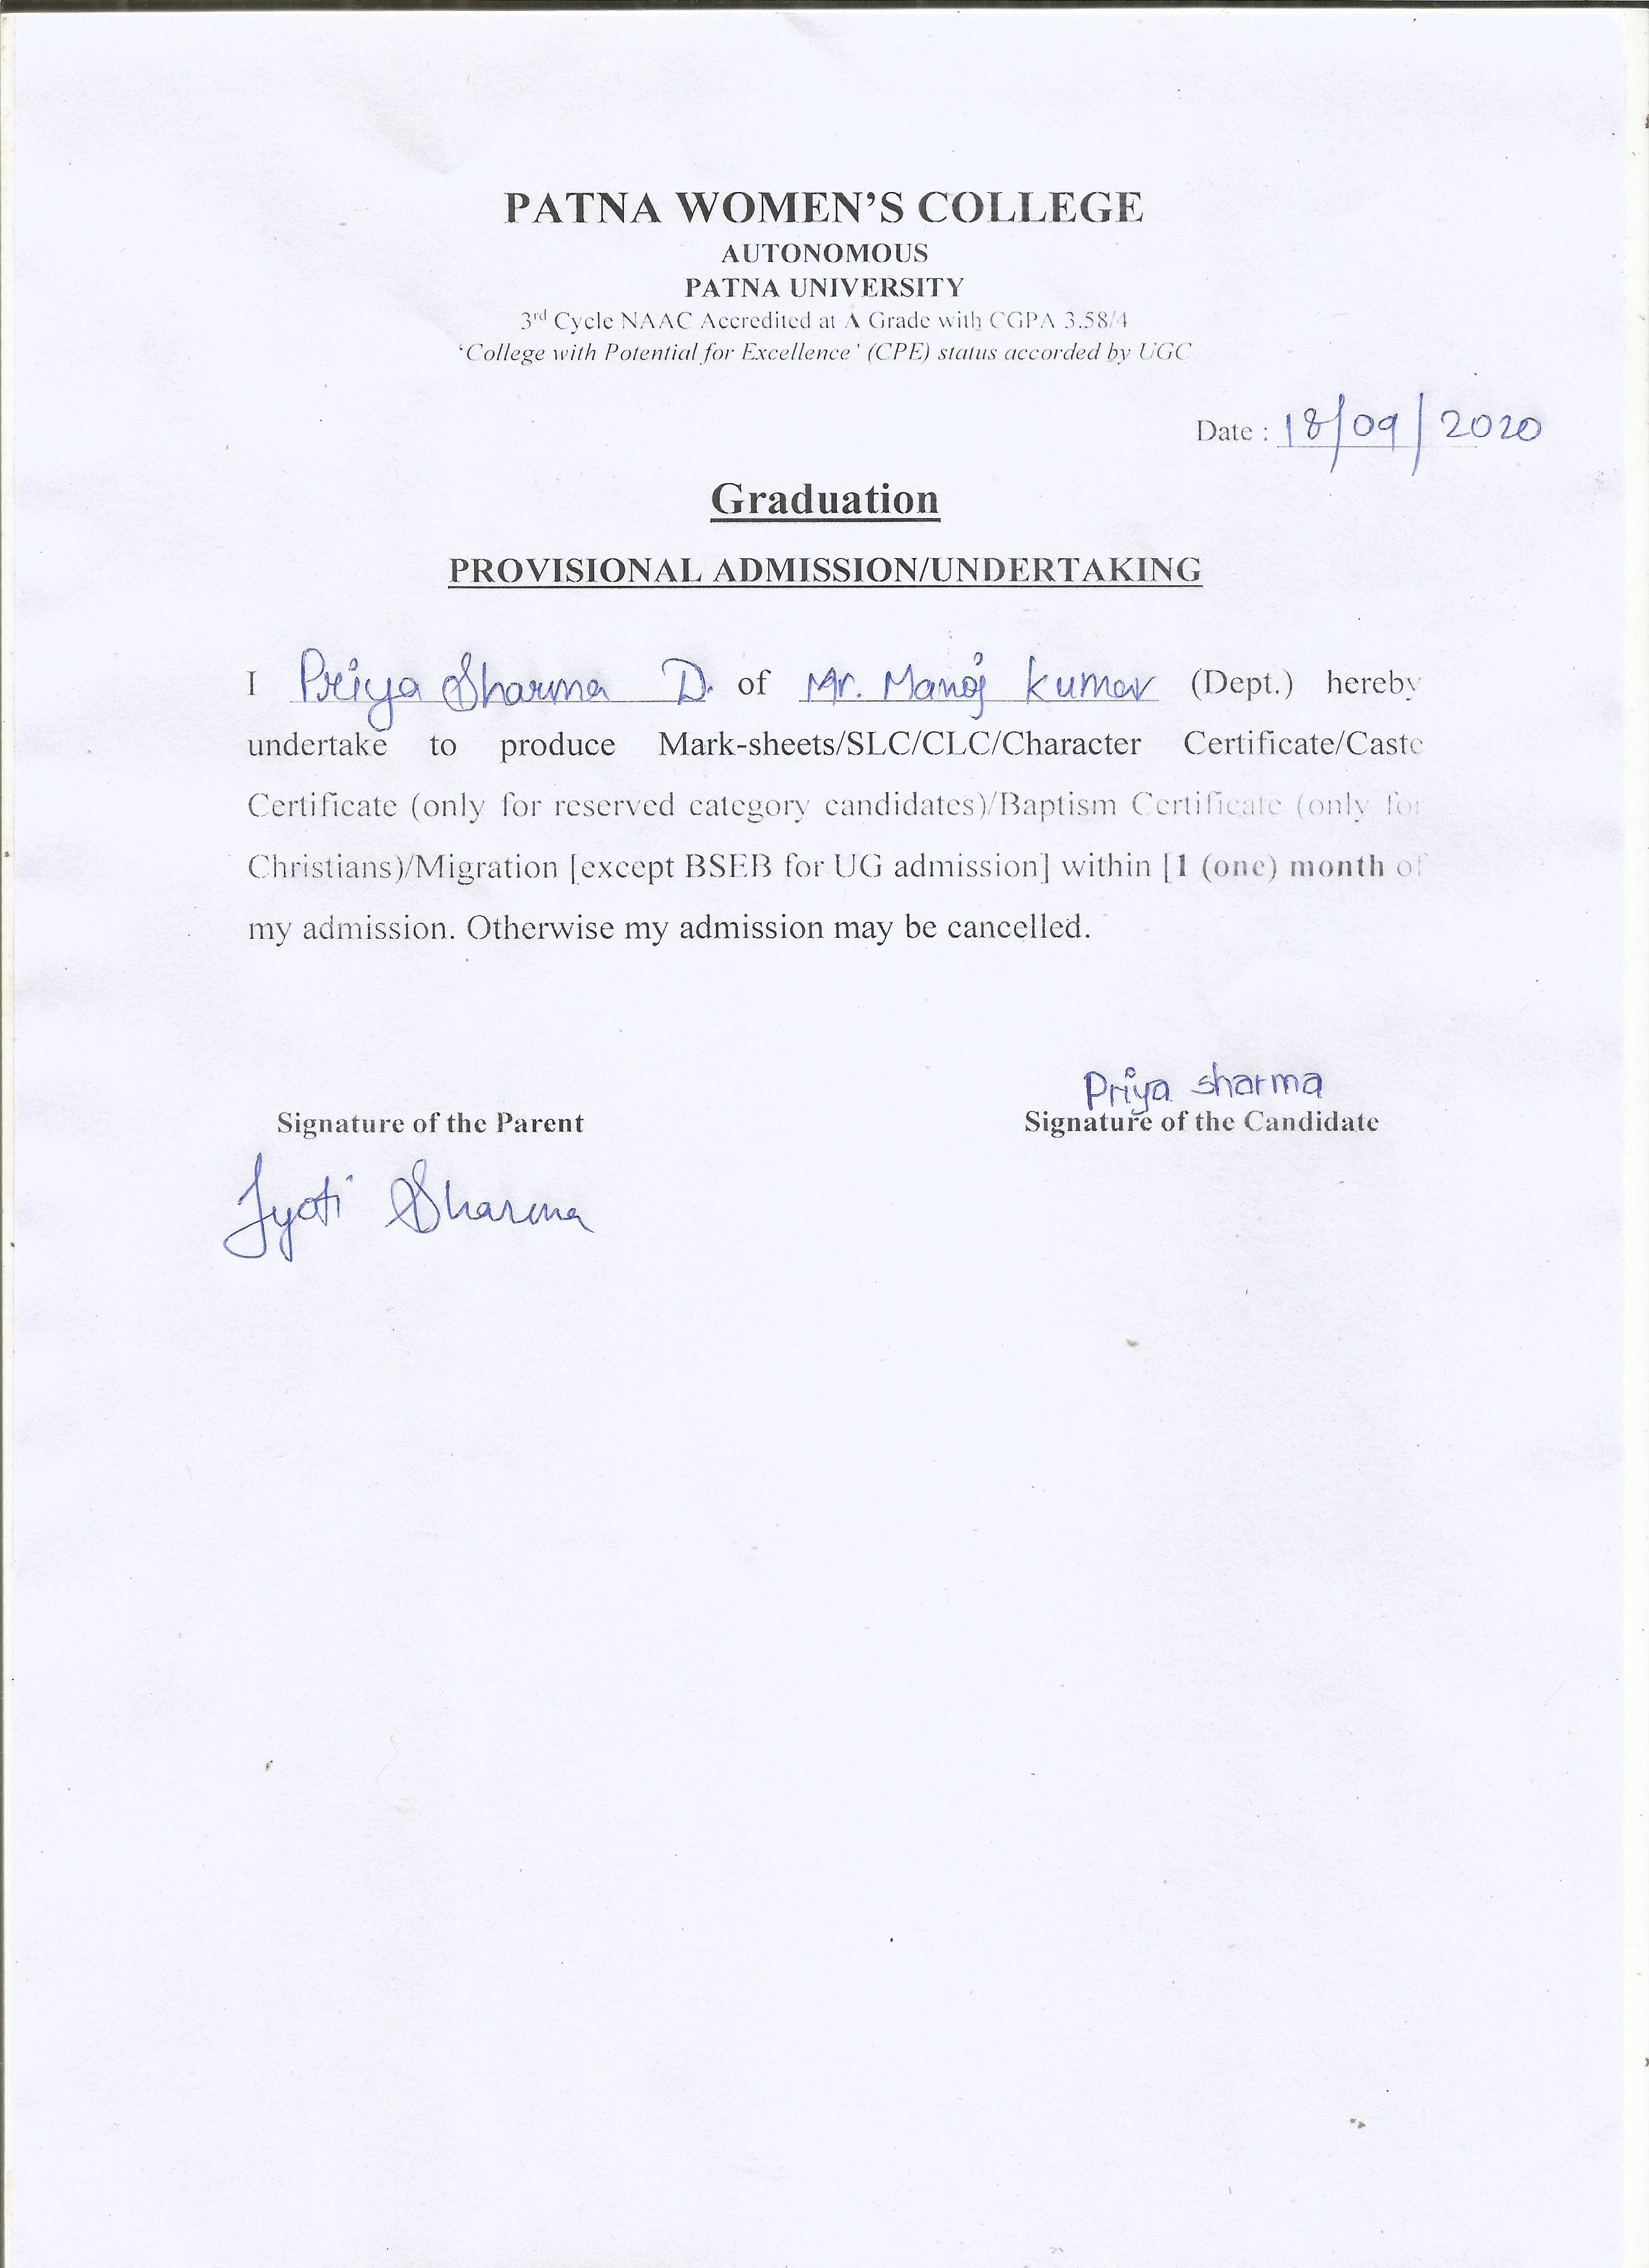 PATNA WOMEN'S COLLEGE
AUTONOMOUS
PATNA UNIVERSITY
3rd Cycle NAAC Accredited at A Grade with CGPA 3.58/4
'College with Potential for Excellence' (CPE) status accorded by UGC
Date : 18/09/2020
Graduation
PROVISIONAL ADMISSION/UNDERTAKING
I Priya Sharma D. of Mr. Manoj Kumar (Dept.) hereby
undertake to produce Mark-sheets/SLC/CLC/Character Certificate/Caste
Certificate (only for reserved category candidates)/Baptism Certificate (only for
Christians)/Migration [except BSEB for UG admission] within [1 (one) month of
my admission. Otherwise my admission may be cancelled.
Priya sharma
Signature of the Parent Signature of the Candidate
Jyoti Sharma